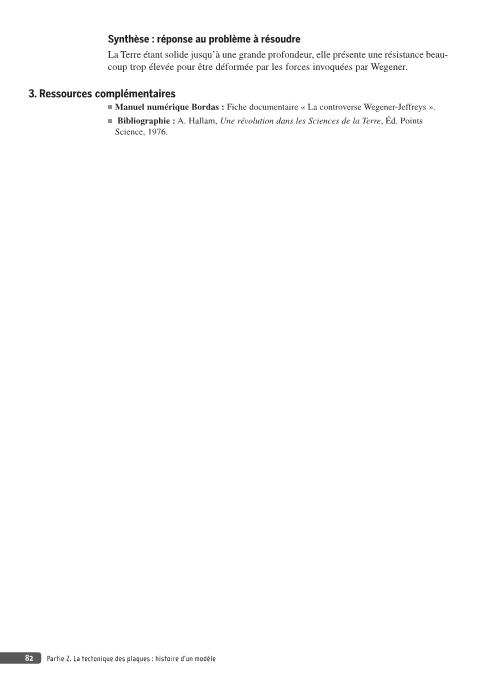 Synthèse : réponse au problème à résoudre
La Terre étant solide jusqu'à une grande profondeur, elle présente une résistance beau-
coup trop élevée pour être déformée par les forces invoquées par Wegener.
3. Ressources complémentaires
■ Manuel numérique Bordas : Fiche documentaire « La controverse Wegener-Jeffreys ».
■ Bibliographie : A. Hallam, Une révolution dans les Sciences de la Terre, Éd. Points
Science, 1976.
82 Partie 2. La tectonique des plaques : histoire d'un modèle